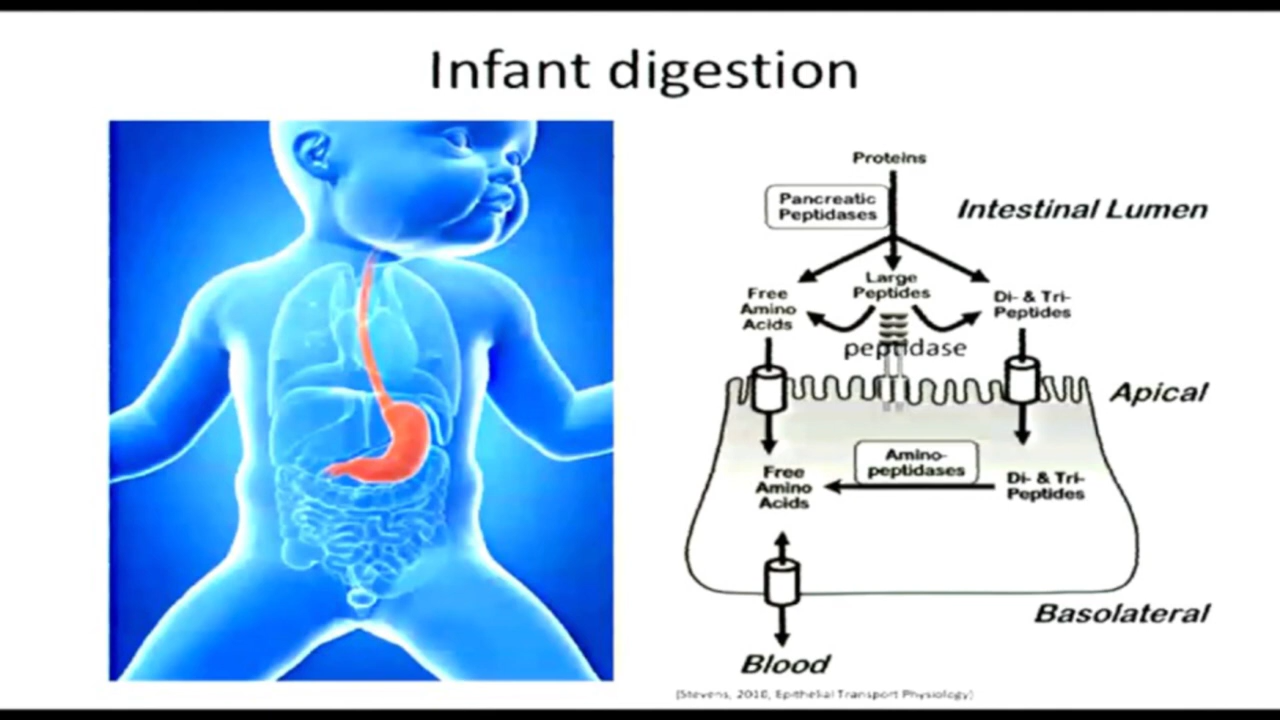 Infant digestion
Proteins
Pancreatic
Peptidases
Intestinal Lumen
Free
Amino
Acids
Large
Peptides
Di- & Tri-
Peptides
peptidase
Apical
Amino-
peptidases
Free
Amino
Acids
Di- & Tri-
Peptides
Basolateral
Blood
(Stevens, 2010, Epithelial Transport Physiology)